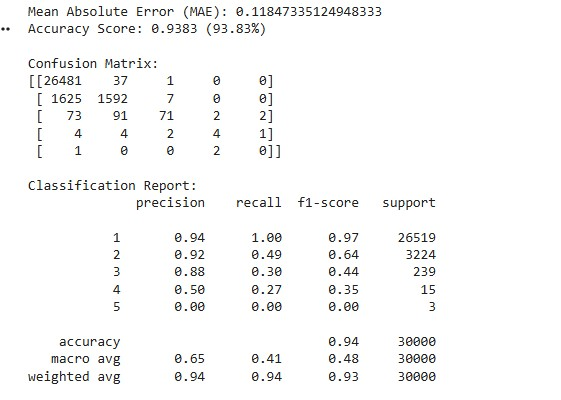 Mean Absolute Error (MAE): 0.11847335124948333
Accuracy Score: 0.9383 (93.83%)
Confusion Matrix:
[[26481 37 1 0 0]
[ 1625 1592 7 0 0]
[ 73 91 71 2 2]
[ 4 4 2 4 1]
[ 1 0 0 2 0]]
Classification Report:
precision recall f1-score support
1 0.94 1.00 0.97 26519
2 0.92 0.49 0.64 3224
3 0.88 0.30 0.44 239
4 0.50 0.27 0.35 15
5 0.00 0.00 0.00 3
accuracy 0.94 30000
macro avg 0.65 0.41 0.48 30000
weighted avg 0.94 0.94 0.93 30000